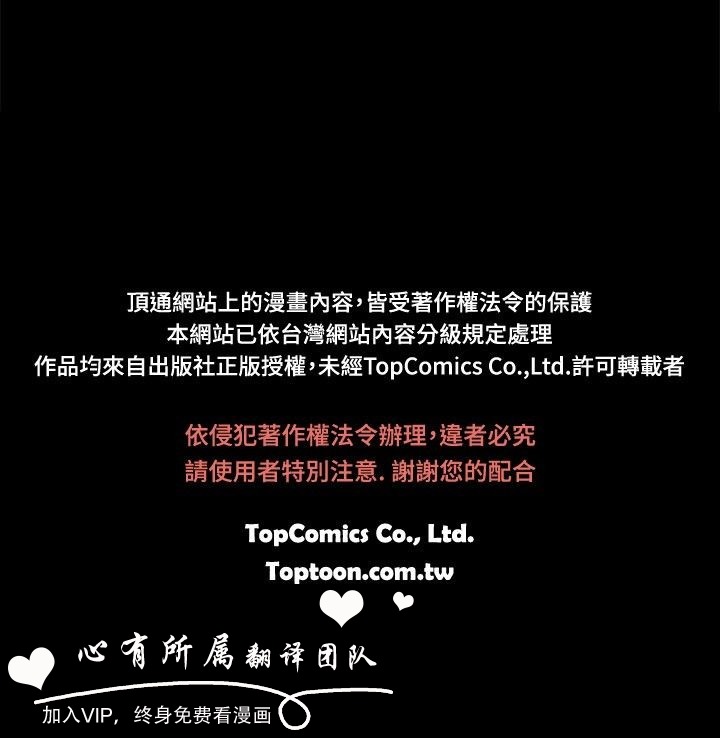 頂通網站上的漫畫內容，皆受著作權法令的保護
本網站已依台灣網站內容分級規定處理
作品均來自出版社正版授權，未經TopComics Co.,Ltd.許可轉載者
依侵犯著作權法令辦理，違者必究
請使用者特別注意. 謝謝您的配合
TopComics Co., Ltd.
Toptoon.com.tw
心有所属翻译团队
加入VIP，终身免费看漫画